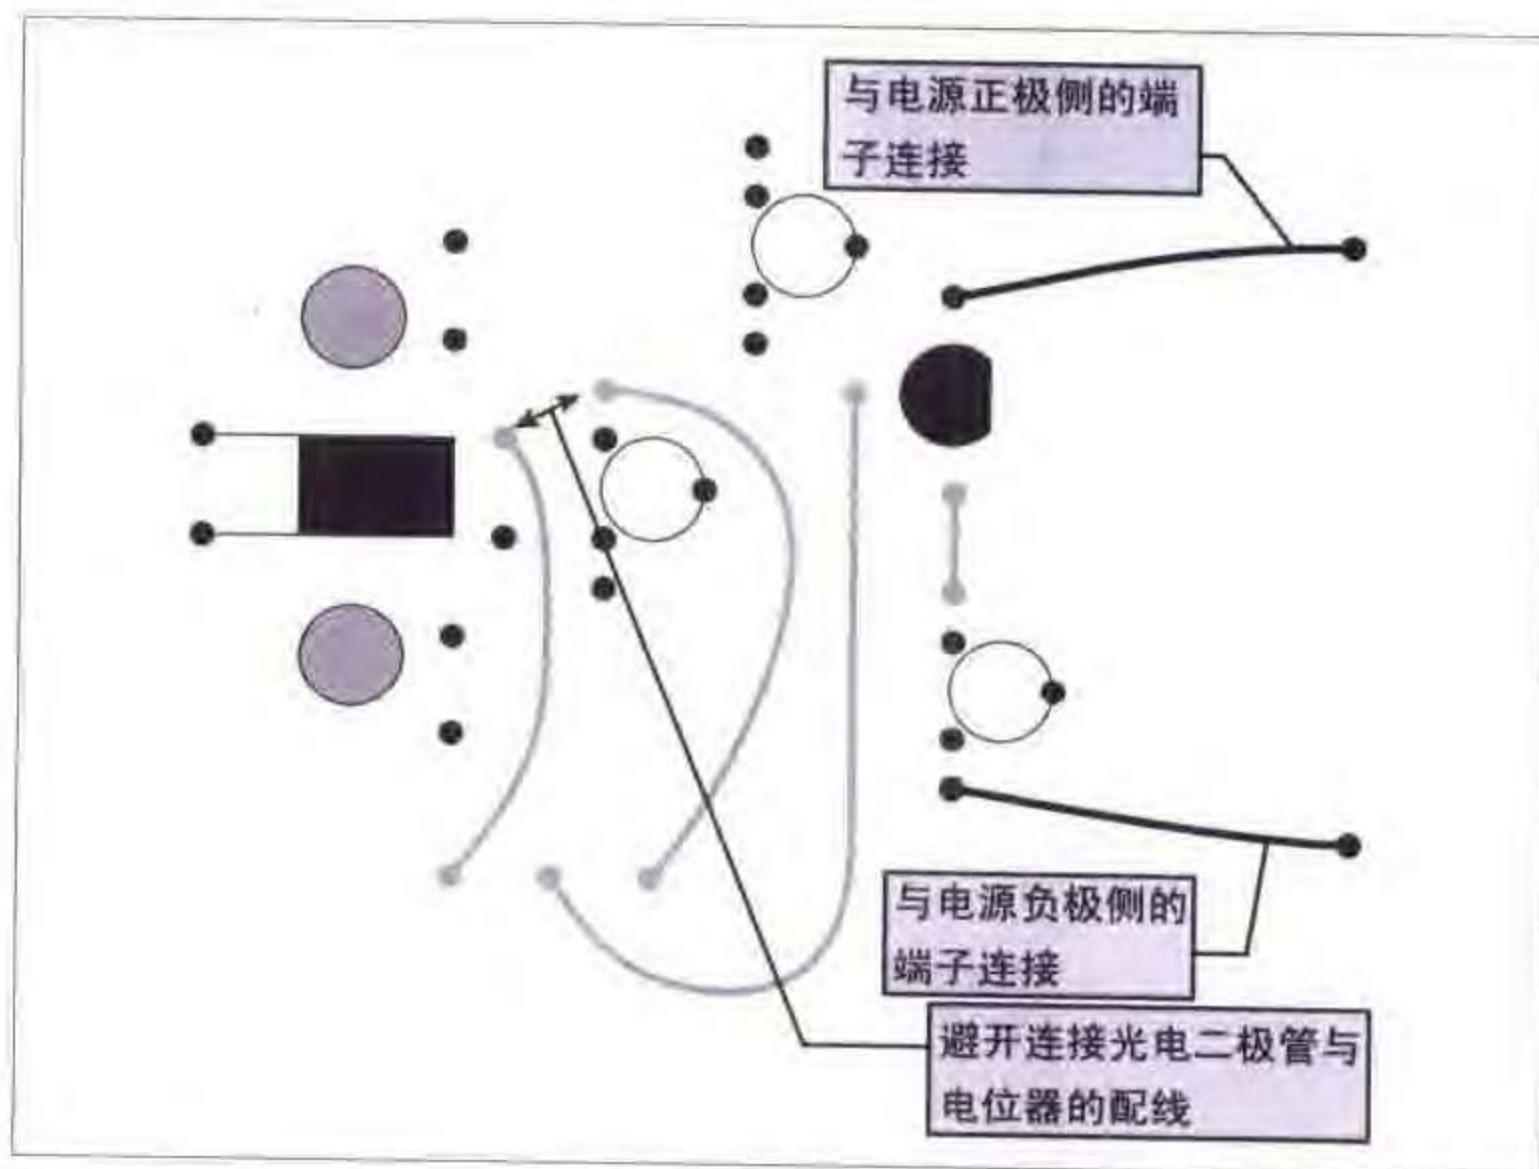 与电源正极侧的端
子连接
与电源负极侧的
端子连接
避开连接光电二极管与
电位器的配线